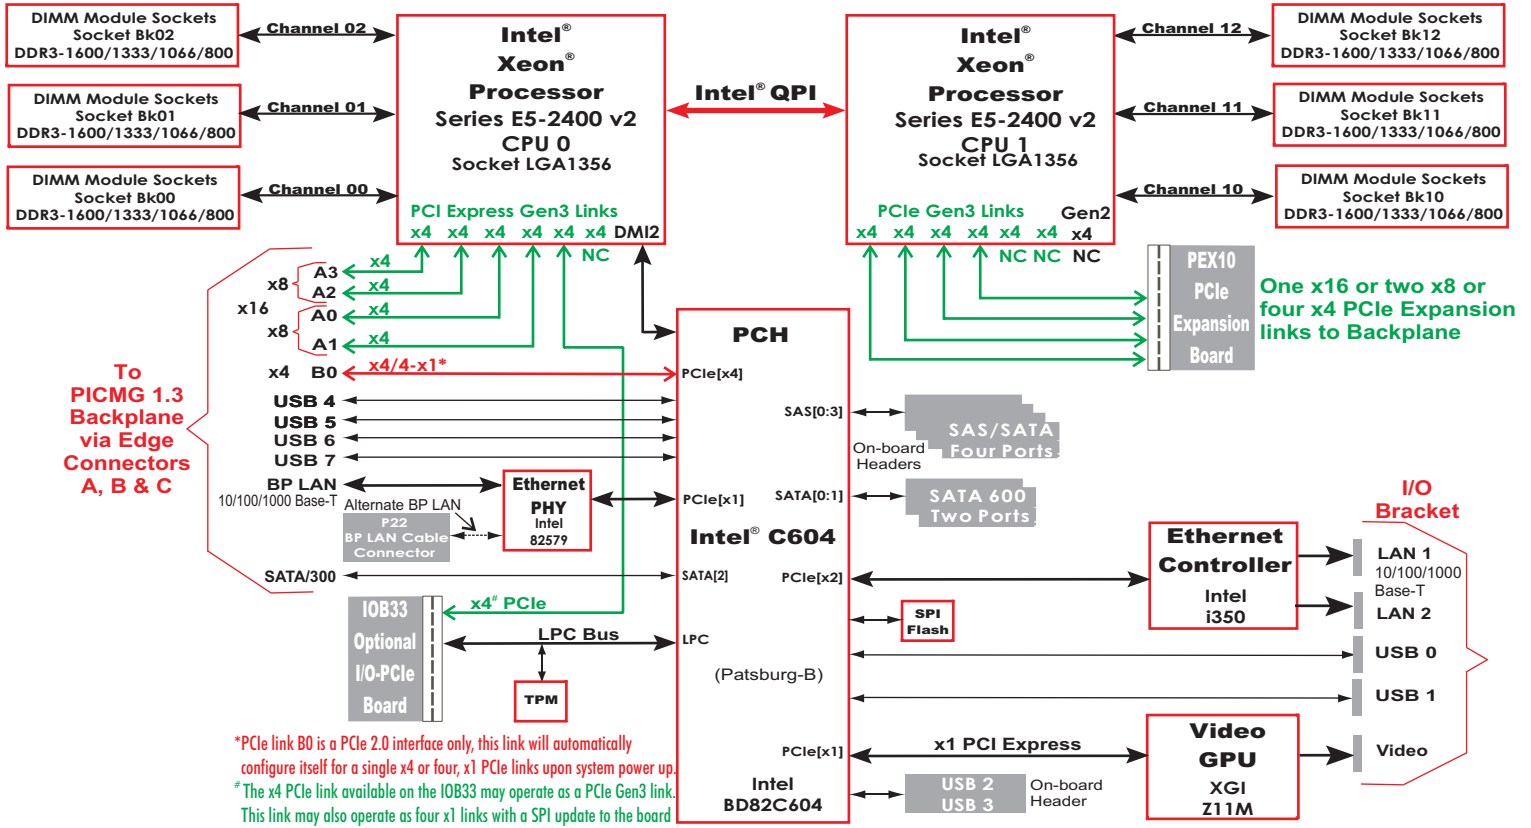 DIMM Module Sockets
Socket Bk02
DDR3-1600/1333/1066/800
Channel 02
DIMM Module Sockets
Socket Bk01
DDR3-1600/1333/1066/800
Channel 01
DIMM Module Sockets
Socket Bk00
DDR3-1600/1333/1066/800
Channel 00
Intel®
Xeon®
Processor
Series E5-2400 v2
CPU 0
Socket LGA1356
PCI Express Gen3 Links
x4 x4 x4 x4 x4 x4 DMI2
NC
Intel® QPI
Intel®
Xeon®
Processor
Series E5-2400 v2
CPU 1
Socket LGA1356
PCIe Gen3 Links
Gen2
x4 x4 x4 x4 x4 x4 x4
NC NC NC
Channel 12
DIMM Module Sockets
Socket Bk12
DDR3-1600/1333/1066/800
Channel 11
DIMM Module Sockets
Socket Bk11
DDR3-1600/1333/1066/800
Channel 10
DIMM Module Sockets
Socket Bk10
DDR3-1600/1333/1066/800
PEX10
PCIe
Expansion
Board
One x16 or two x8 or
four x4 PCIe Expansion
links to Backplane
To
PICMG 1.3
Backplane
via Edge
Connectors
A, B & C
x16
x8
A3 x4
A2 x4
x8
A0 x4
A1 x4
x4 B0 x4/4-x1*
USB 4
USB 5
USB 6
USB 7
BP LAN
10/100/1000 Base-T
Alternate BP LAN
P22
BP LAN Cable
Connector
Ethernet
PHY
Intel
82579
SATA/300
IOB33
Optional
I/O-PCIe
Board
x4# PCIe
LPC Bus
TPM
PCH
PCIe[x4]
SAS[0:3]
SATA[0:1]
PCIe[x1]
Intel® C604
PCIe[x2]
SATA[2]
LPC
(Patsburg-B)
PCIe[x1]
Intel
BD82C604
SAS/SATA
Four Ports
On-board
Headers
SATA 600
Two Ports
SPI
Flash
Ethernet
Controller
Intel
i350
I/O
Bracket
LAN 1
10/100/1000
Base-T
LAN 2
USB 0
USB 1
x1 PCI Express
Video
GPU
XGI
Z11M
Video
USB 2
USB 3
On-board
Header
*PCIe link B0 is a PCIe 2.0 interface only, this link will automatically
configure itself for a single x4 or four, x1 PCIe links upon system power up.
# The x4 PCIe link available on the IOB33 may operate as a PCIe Gen3 link.
This link may also operate as four x1 links with a SPI update to the board